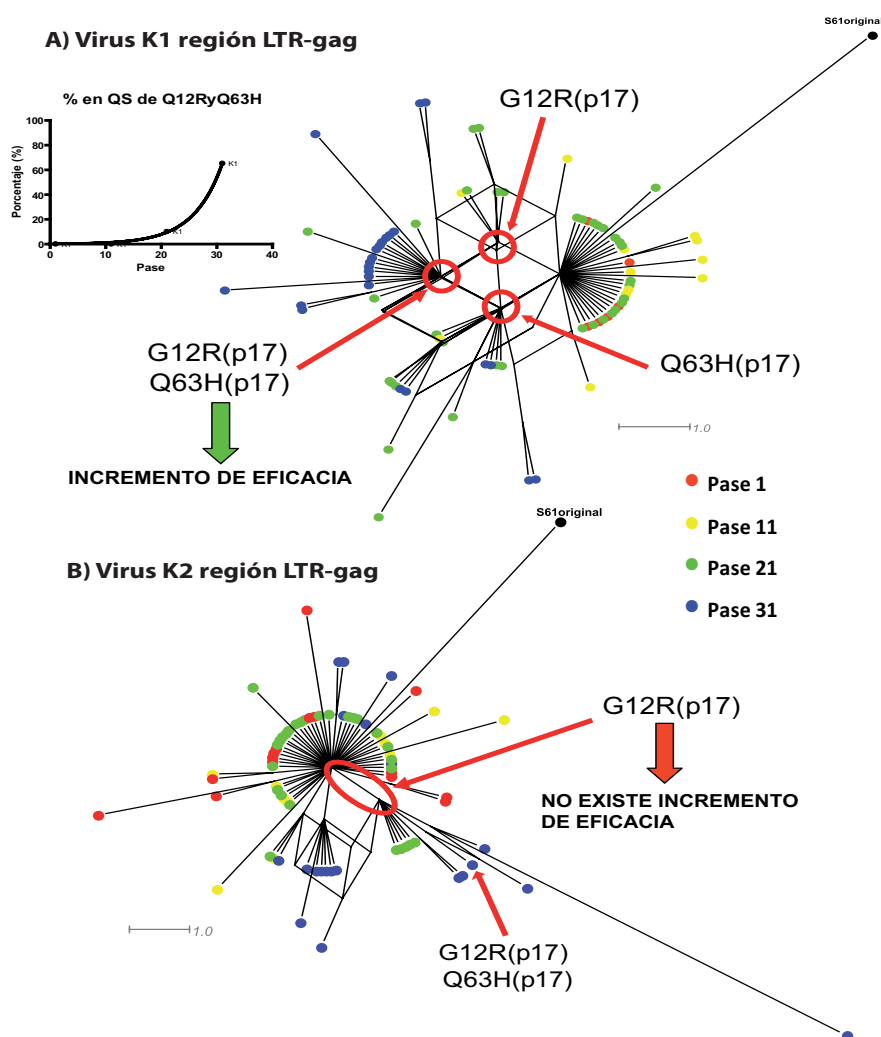 S61original
A) Virus K1 región LTR-gag
G12R(p17)
% en QS de Q12RyQ63H
Porcentaje (%)
100
80
60
40
20
0
K1
K1
K1
0
10
20
30
40
Pase
G12R(p17)
Q63H(p17)
Q63H(p17)
1.0
INCREMENTO DE EFICACIA
Pase 1
Pase 11
Pase 21
Pase 31
S61original
B) Virus K2 región LTR-gag
G12R(p17)
NO EXISTE INCREMENTO
DE EFICACIA
1.0
G12R(p17)
Q63H(p17)